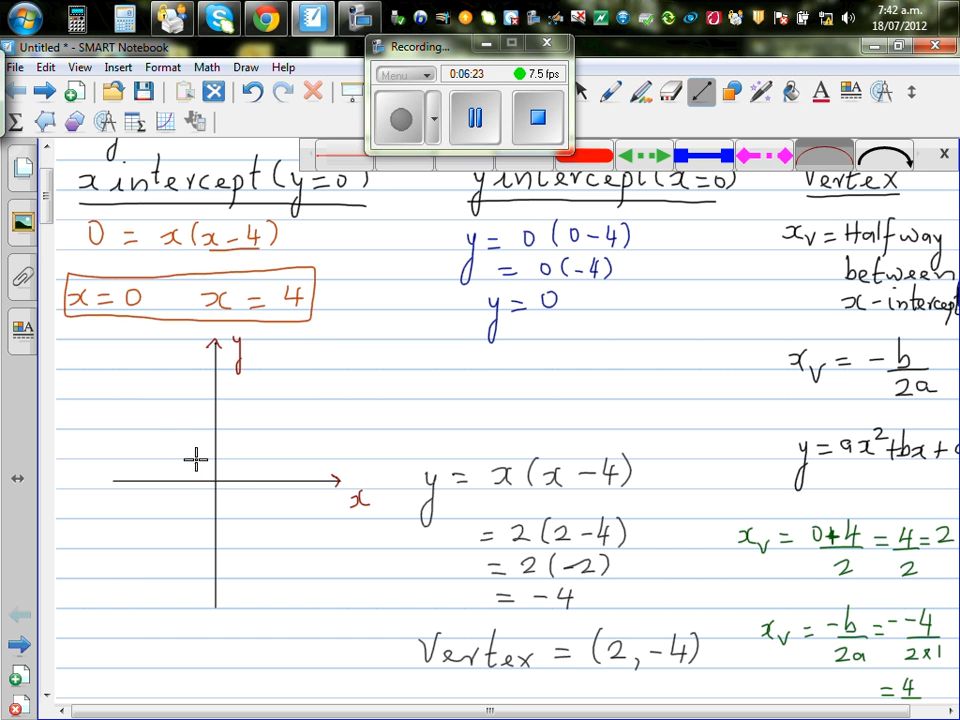 7:42 a.m.
18/07/2012
Untitled * - SMART Notebook
Recording...
File Edit View Insert Format Math Draw Help
Menu 0:06:23 7.5 fps
x intercept (y=0)
0 = x(x-4)
x=0 x = 4
y
x
y intercept (x=0)
y = 0(0-4)
= 0(-4)
y = 0
y = x(x-4)
= 2(2-4)
= 2(-2)
= -4
Vertex = (2,-4)
Vertex
xv = Halfway
between
x-intercept
xv = -b
2a
y = ax²+bx+
xv = 0+4 = 4 = 2
2 2
xv = -b = --4
2a 2×1
= 4